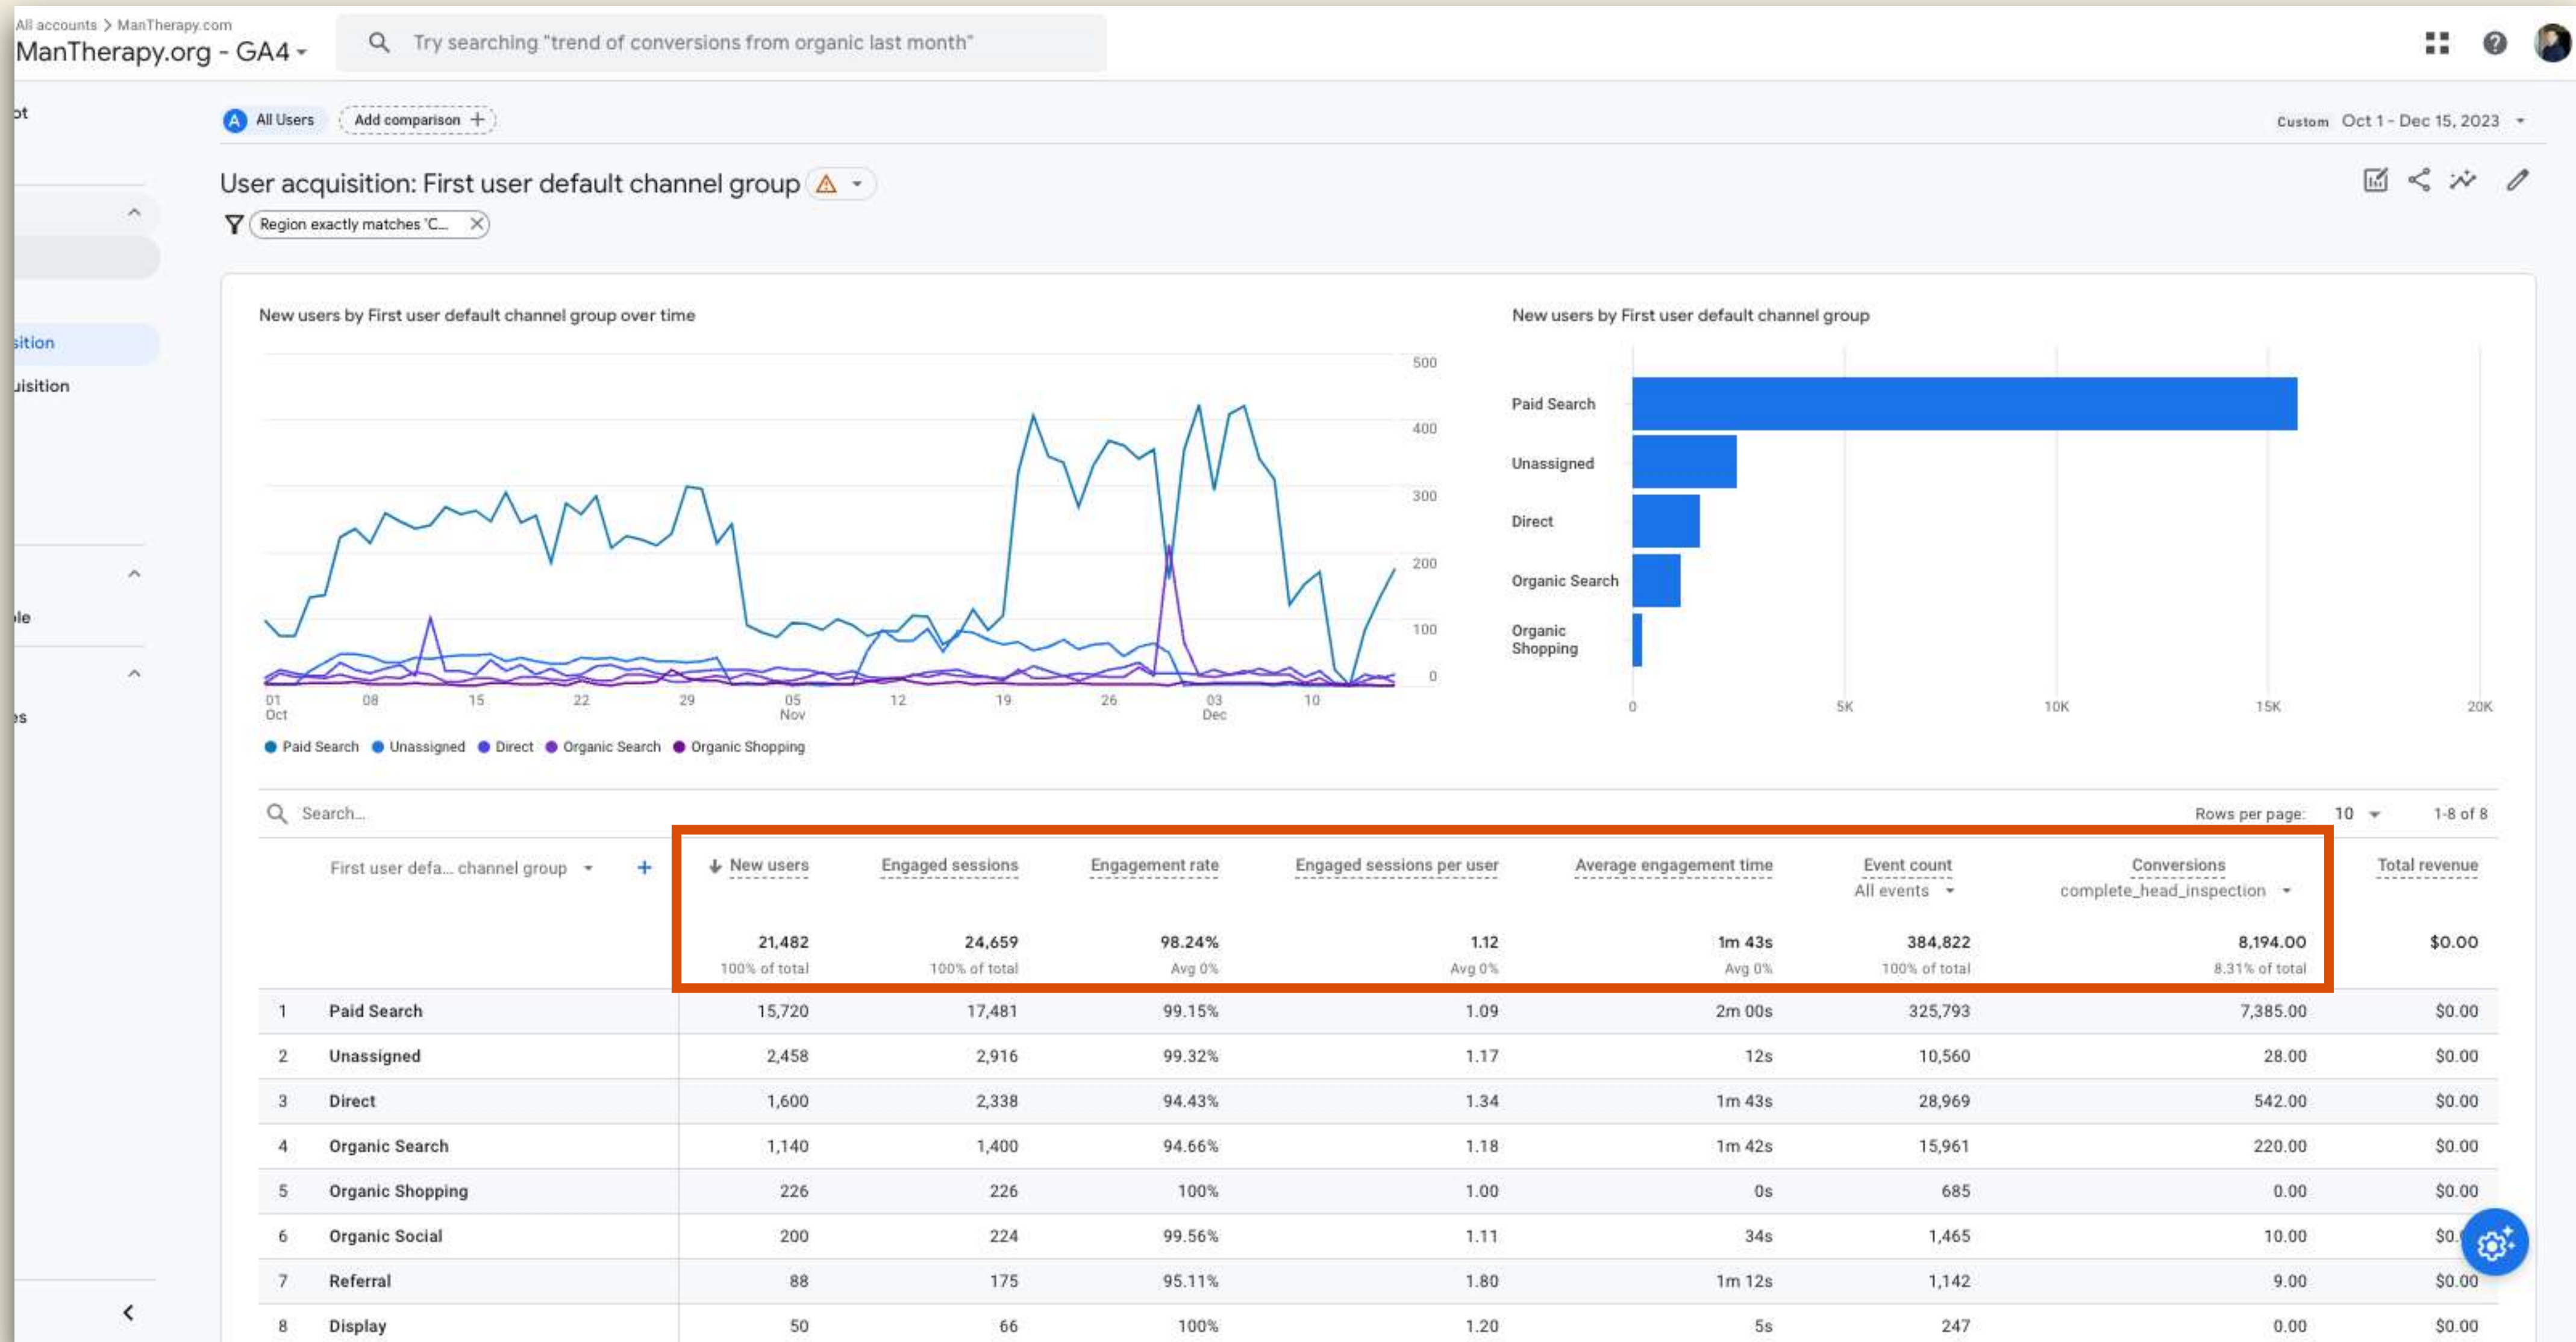 All accounts > ManTherapy.com
ManTherapy.org - GA4
Try searching "trend of conversions from organic last month"
ot
A All Users Add comparison +
Custom Oct 1 - Dec 15, 2023
User acquisition: First user default channel group
Region exactly matches 'C...
sition
uisition
le
es
New users by First user default channel group over time
500
400
300
200
100
0
01 Oct 08 15 22 29 05 Nov 12 19 26 03 Dec 10
Paid Search Unassigned Direct Organic Search Organic Shopping
New users by First user default channel group
Paid Search
Unassigned
Direct
Organic Search
Organic
Shopping
0 5K 10K 15K 20K
Search...
Rows per page: 10 1-8 of 8
First user defa... channel group + New users Engaged sessions Engagement rate Engaged sessions per user Average engagement time Event count Conversions Total revenue
All events complete_head_inspection
21,482 24,659 98.24% 1.12 1m 43s 384,822 8,194.00 $0.00
100% of total 100% of total Avg 0% Avg 0% Avg 0% 100% of total 8.31% of total
1 Paid Search 15,720 17,481 99.15% 1.09 2m 00s 325,793 7,385.00 $0.00
2 Unassigned 2,458 2,916 99.32% 1.17 12s 10,560 28.00 $0.00
3 Direct 1,600 2,338 94.43% 1.34 1m 43s 28,969 542.00 $0.00
4 Organic Search 1,140 1,400 94.66% 1.18 1m 42s 15,961 220.00 $0.00
5 Organic Shopping 226 226 100% 1.00 0s 685 0.00 $0.00
6 Organic Social 200 224 99.56% 1.11 34s 1,465 10.00 $0.
7 Referral 88 175 95.11% 1.80 1m 12s 1,142 9.00 $0.00
8 Display 50 66 100% 1.20 5s 247 0.00 $0.00